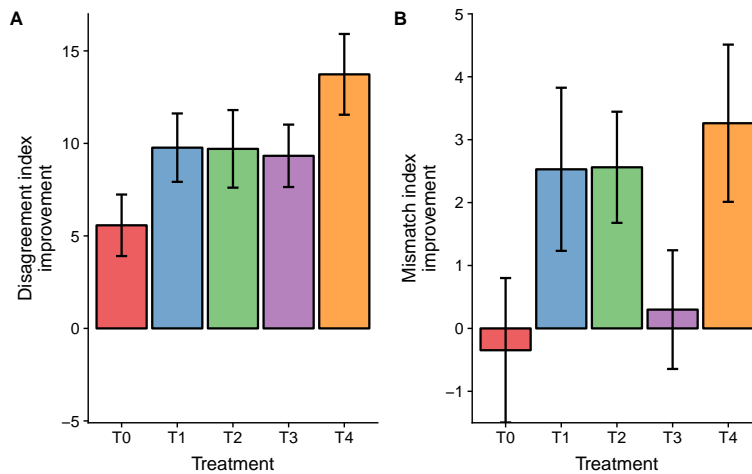 A
Disagreement index
improvement
15
10
5
0
−5
T0 T1 T2 T3 T4
Treatment
B
Mismatch index
improvement
5
4
3
2
1
0
−1
T0 T1 T2 T3 T4
Treatment